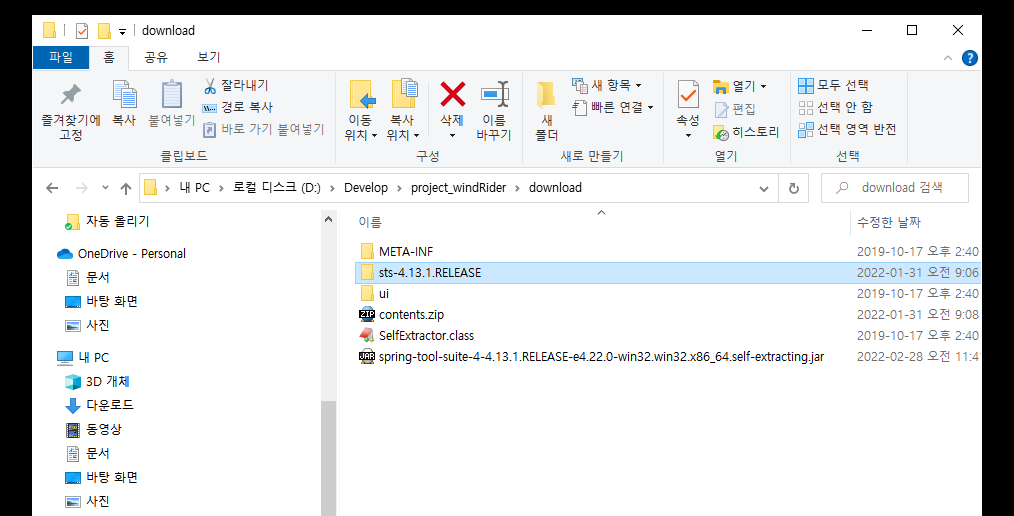 download
파일 홈 공유 보기
즐겨찾기에 고정
복사
붙여넣기
잘라내기
경로 복사
바로 가기 붙여넣기
클립보드
이동 위치
복사 위치
삭제
이름 바꾸기
구성
새 폴더
새 항목
빠른 연결
새로 만들기
속성
열기
편집
히스토리
열기
모두 선택
선택 안 함
선택 영역 반전
선택
내 PC > 로컬 디스크 (D:) > Develop > project_windRider > download
download 검색
자동 올리기
OneDrive - Personal
문서
바탕 화면
사진
내 PC
3D 개체
다운로드
동영상
문서
바탕 화면
사진
이름 수정한 날짜
META-INF 2019-10-17 오후 2:40
sts-4.13.1.RELEASE 2022-01-31 오전 9:06
ui 2019-10-17 오후 2:40
ZIP contents.zip 2022-01-31 오전 9:08
SelfExtractor.class 2019-10-17 오후 2:40
JAR spring-tool-suite-4-4.13.1.RELEASE-e4.22.0-win32.win32.x86_64.self-extracting.jar 2022-02-28 오전 11:4